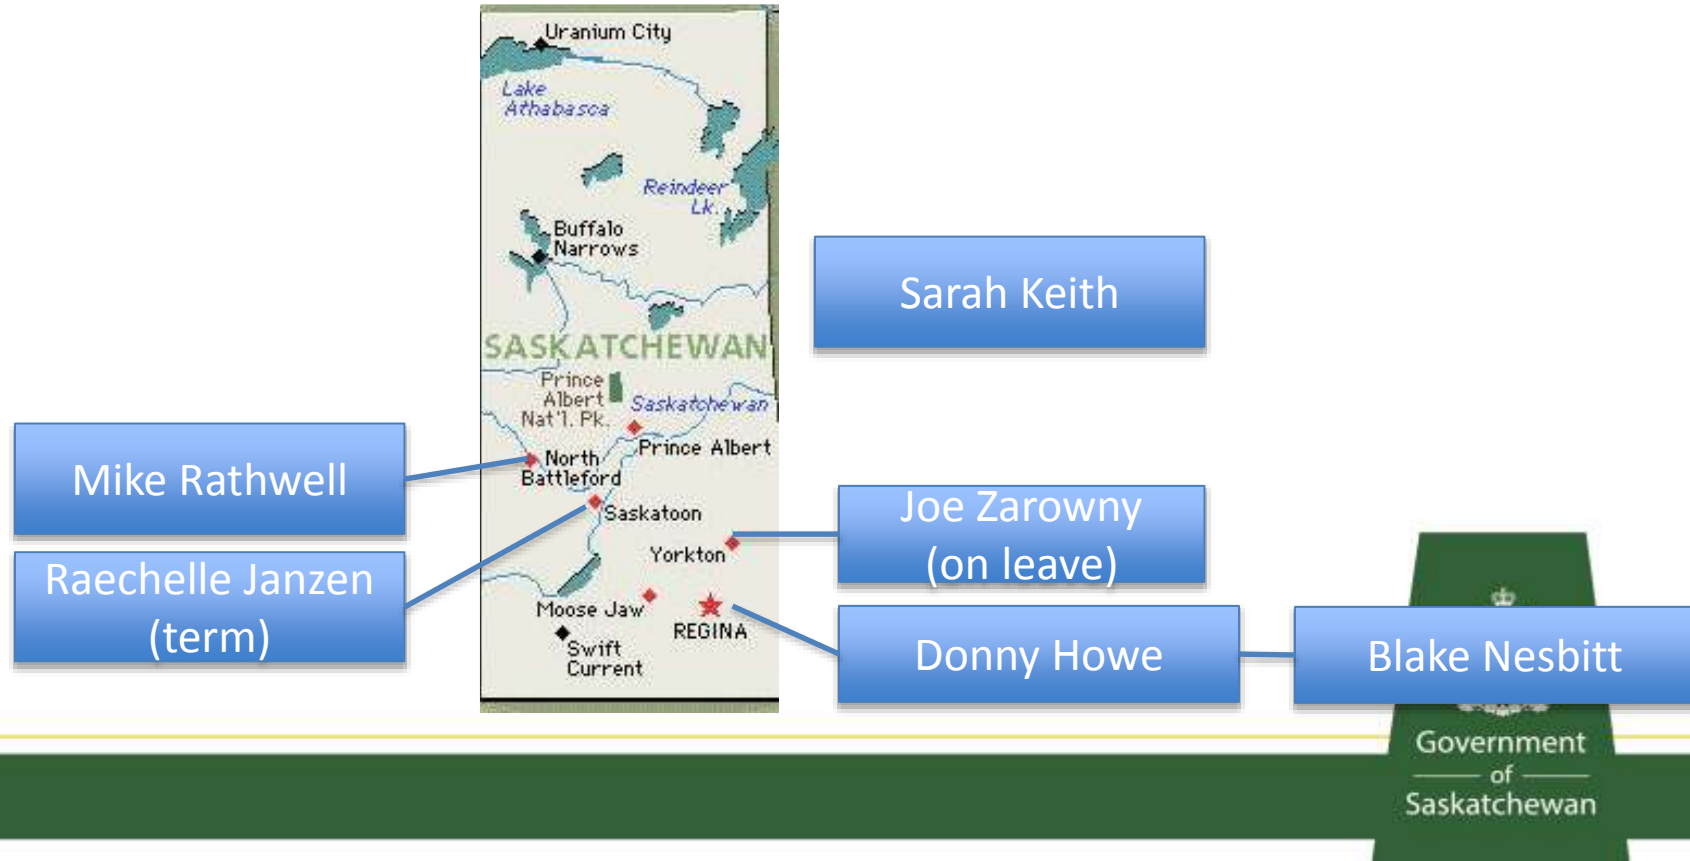 Uranium City
Lake
Athabasca
Reindeer
Lk.
Buffalo
Narrows
Sarah Keith
SASKATCHEWAN
Prince
Albert
Nat'l. Pk.
Saskatchewan
Prince Albert
Mike Rathwell
North
Battleford
Saskatoon
Joe Zarowny
(on leave)
Yorkton
Raechelle Janzen
(term)
Moose Jaw
REGINA
Swift
Current
Donny Howe
Blake Nesbitt
Government
of
Saskatchewan